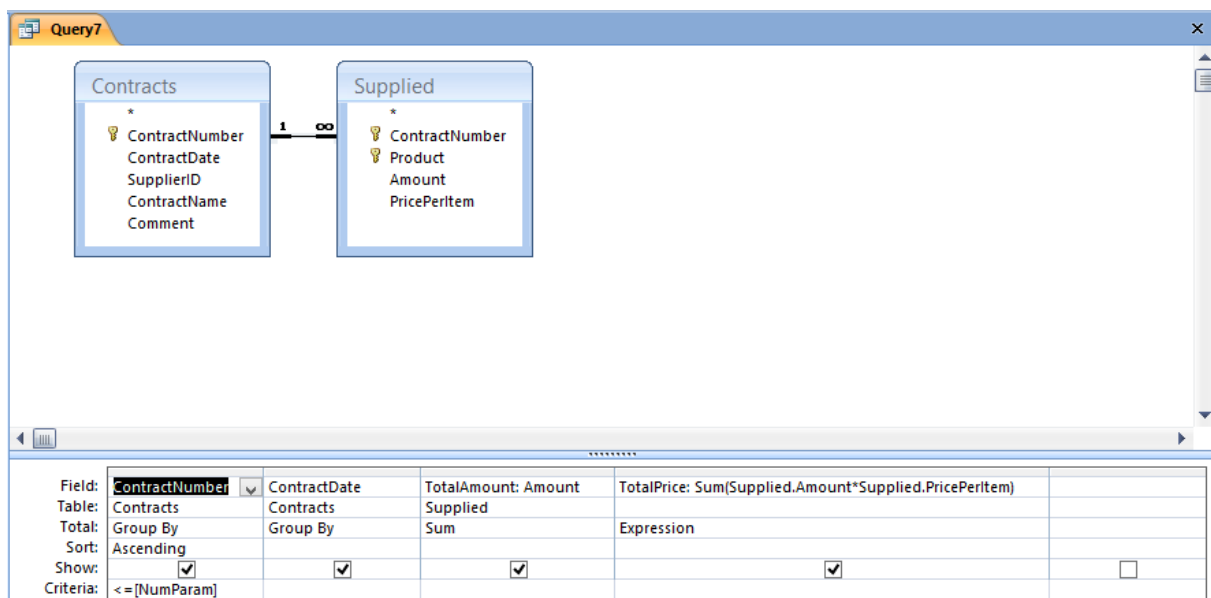 Query7
Contracts
*
ContractNumber
ContractDate
SupplierID
ContractName
Comment
1 ∞
Supplied
*
ContractNumber
Product
Amount
PricePerItem
Field: ContractNumber ContractDate TotalAmount: Amount TotalPrice: Sum(Supplied.Amount*Supplied.PricePerItem)
Table: Contracts Contracts Supplied
Total: Group By Group By Sum Expression
Sort: Ascending
Show:
Criteria: <=[NumParam]